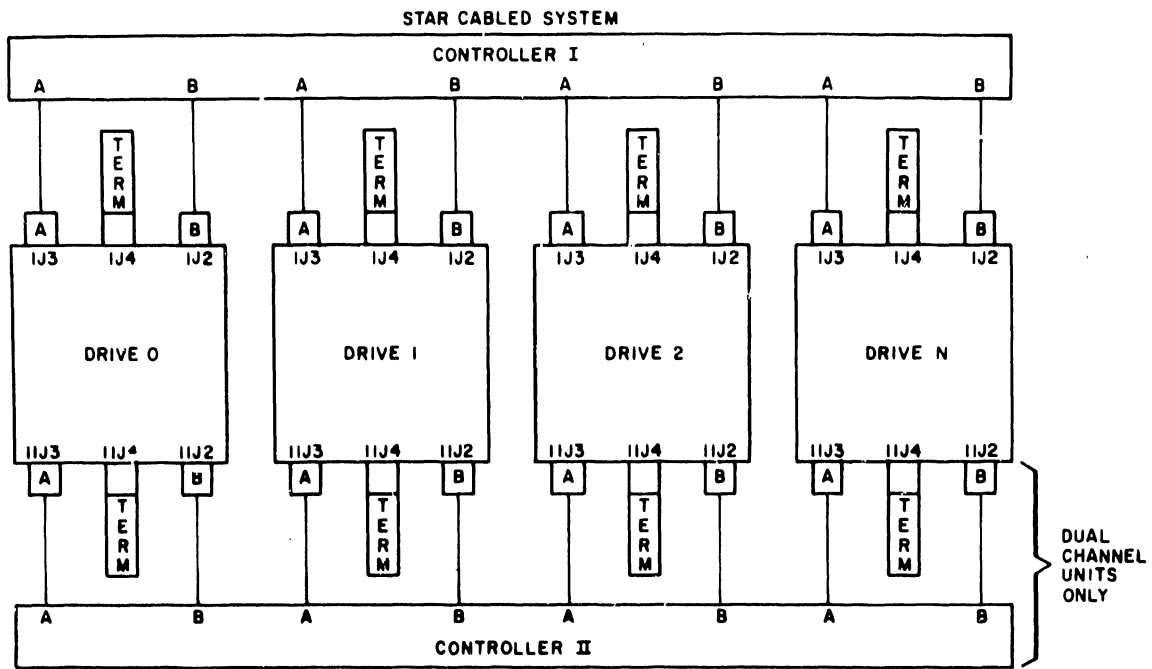 STAR CABLED SYSTEM
CONTROLLER I
A B A B A B A B
TERM TERM TERM TERM
A B A B A B A B
IJ3 IJ4 IJ2 IJ3 IJ4 IJ2 IJ3 IJ4 IJ2 IJ3 IJ4 IJ2
DRIVE 0 DRIVE 1 DRIVE 2 DRIVE N
IIJ3 IIJ4 IIJ2 IIJ3 IIJ4 IIJ2 IIJ3 IIJ4 IIJ2 IIJ3 IIJ4 IIJ2
A B A B A B A B
TERM TERM TERM TERM
DUAL
CHANNEL
UNITS
ONLY
A B A B A B A B
CONTROLLER II